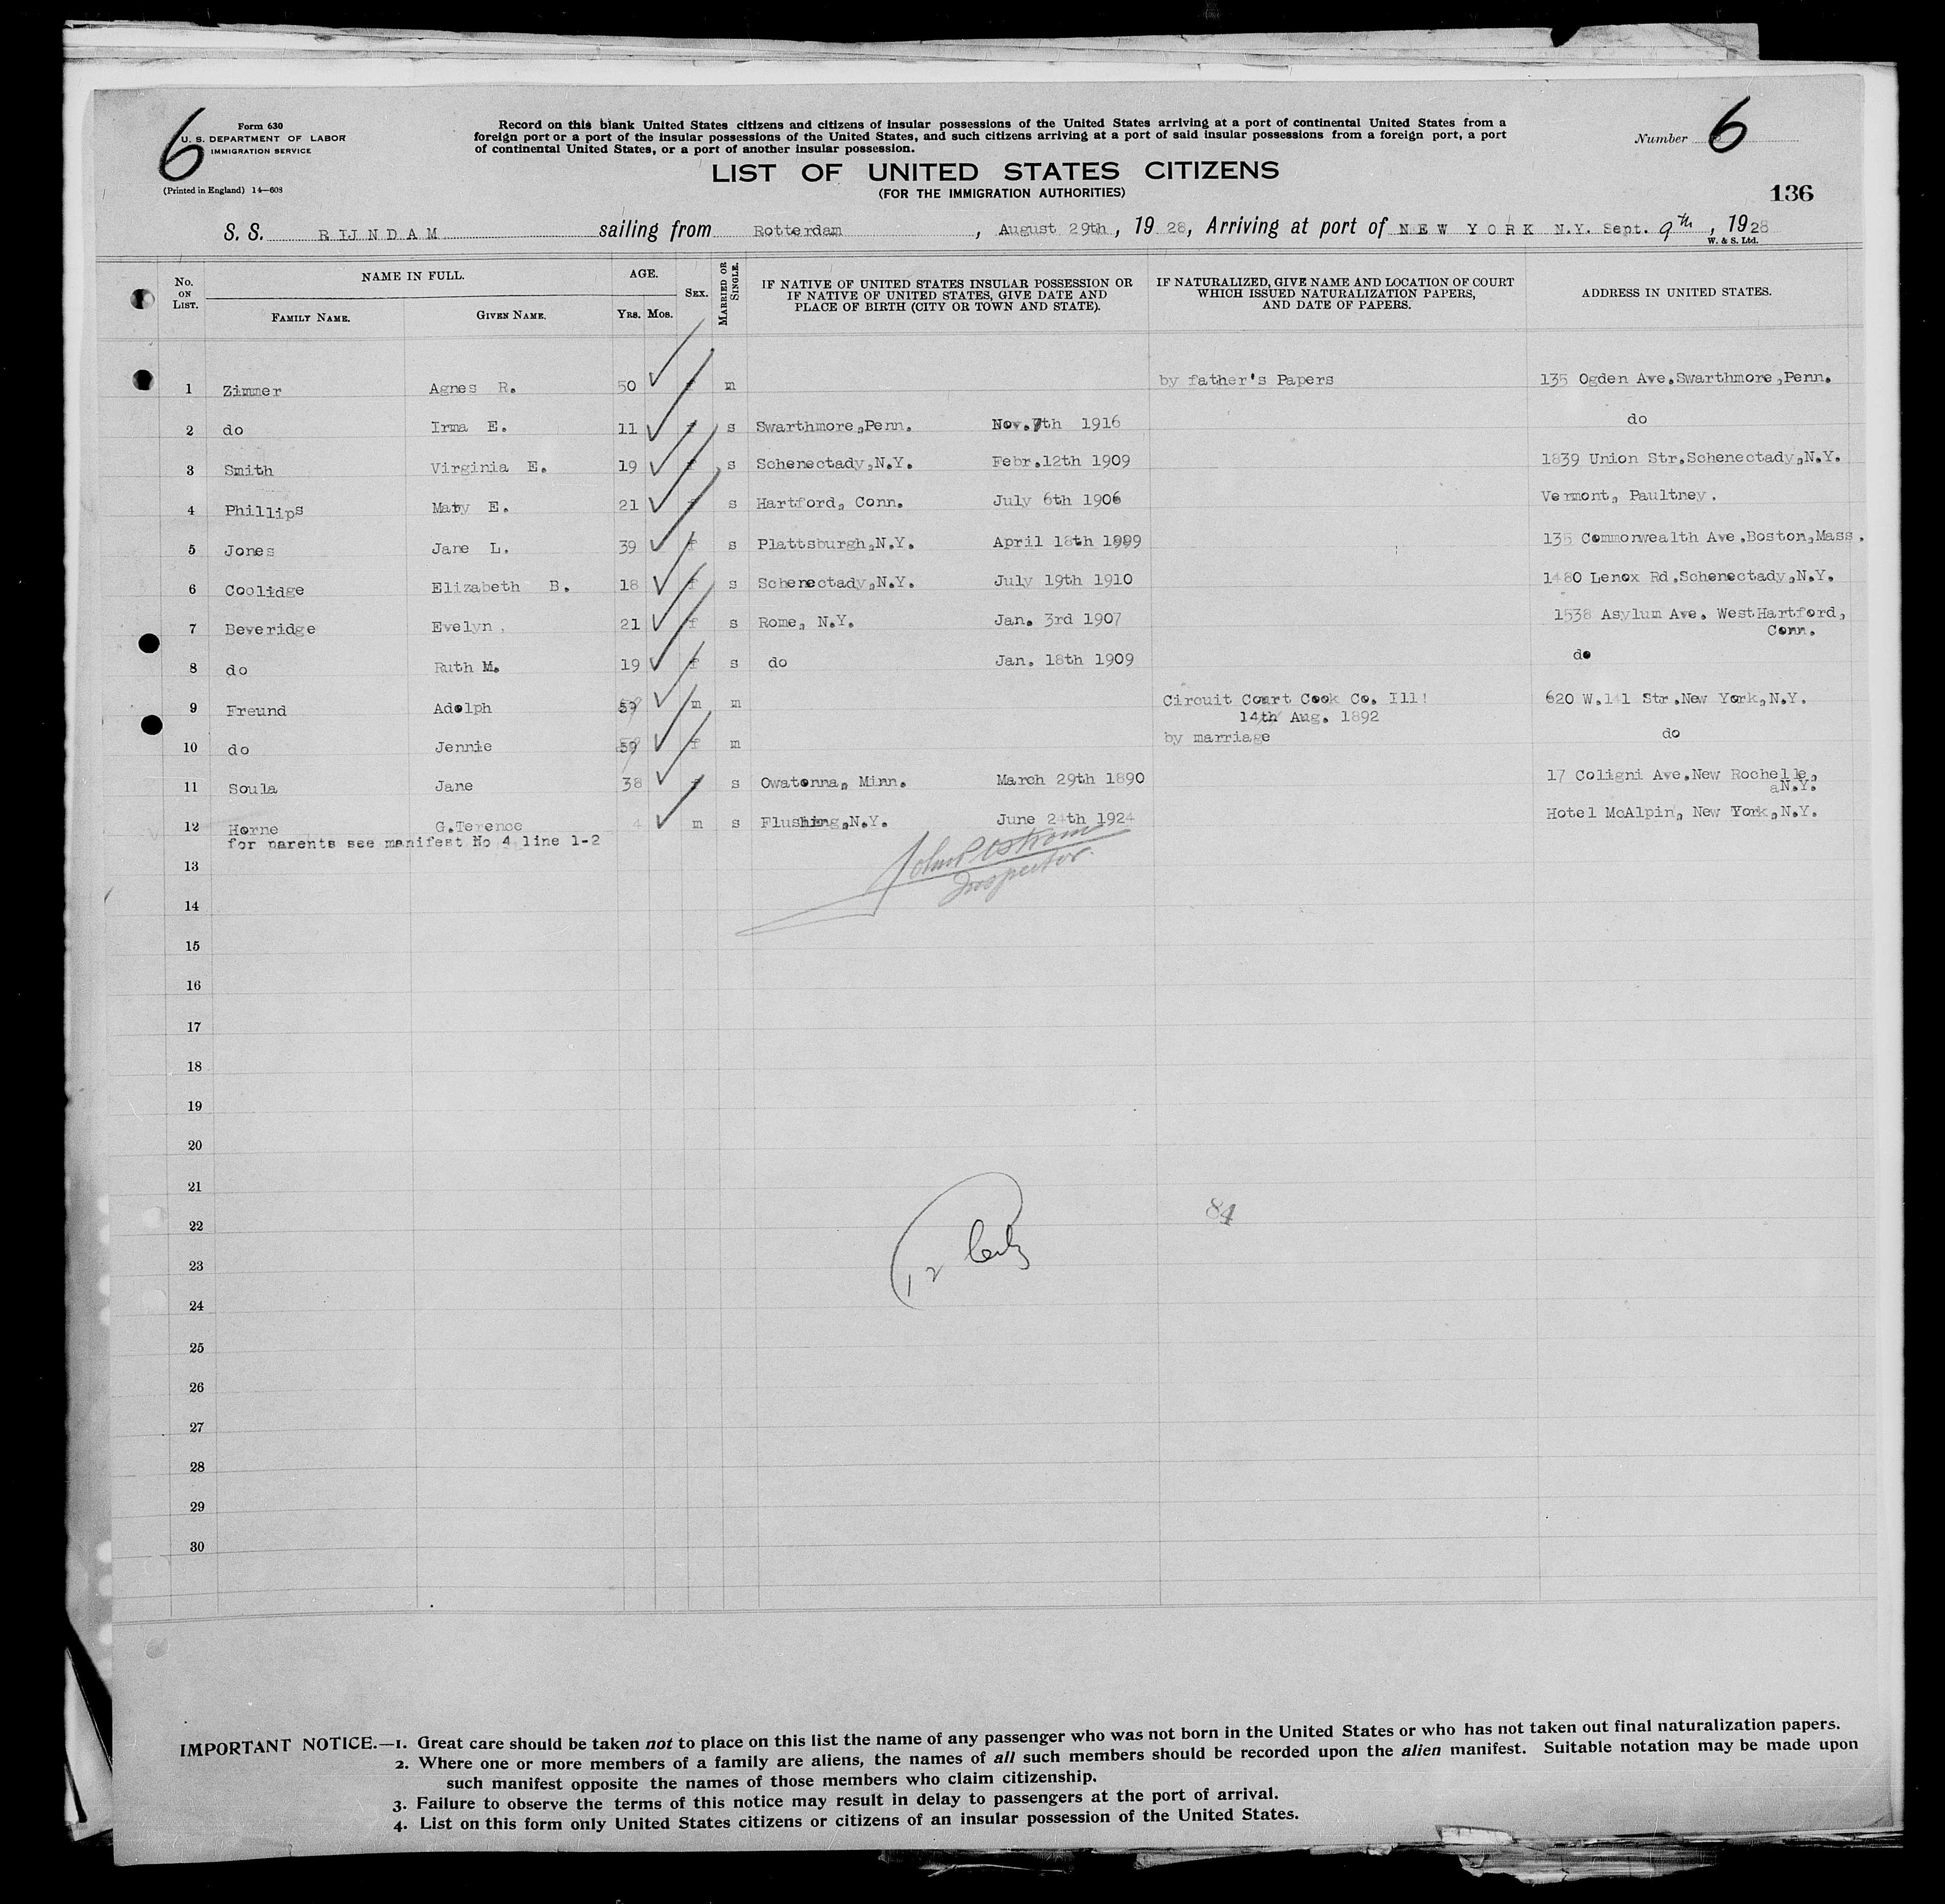 6
Form 630
U. S. DEPARTMENT OF LABOR
IMMIGRATION SERVICE
(Printed in England) 14—608
Record on this blank United States citizens and citizens of insular possessions of the United States arriving at a port of continental United States from a
foreign port or a port of the insular possessions of the United States, and such citizens arriving at a port of said insular possessions from a foreign port, a port
of continental United States, or a port of another insular possession.
Number 6
LIST OF UNITED STATES CITIZENS
(FOR THE IMMIGRATION AUTHORITIES)
136
S. S. RIJNDAM sailing from Rotterdam, August 29th, 1928, Arriving at port of NEW YORK N.Y. Sept. 9th, 1928
W. & S. Ltd.
No. ON LIST. NAME IN FULL. FAMILY NAME. GIVEN NAME. AGE. YRS. MOS. SEX. MARRIED OR SINGLE. IF NATIVE OF UNITED STATES INSULAR POSSESSION OR IF NATIVE OF UNITED STATES, GIVE DATE AND PLACE OF BIRTH (CITY OR TOWN AND STATE). IF NATURALIZED, GIVE NAME AND LOCATION OF COURT WHICH ISSUED NATURALIZATION PAPERS, AND DATE OF PAPERS. ADDRESS IN UNITED STATES.
1 Zimmer Agnes R. 50 f m by father's Papers 135 Ogden Ave.Swarthmore,Penn.
2 do Irma E. 11 f s Swarthmore,Penn. Nov.7th 1916 do
3 Smith Virginia E. 19 f s Schenectady,N.Y. Febr.12th 1909 1839 Union Str.Schenectady,N.Y.
4 Phillips Mary E. 21 f s Hartford, Conn. July 6th 1906 Vermont, Paultney.
5 Jones Jane L. 39 f s Plattsburgh,N.Y. April 18th 1889 135 Commonwealth Ave.Boston,Mass.
6 Coolidge Elizabeth B. 18 f s Schenectady,N.Y. July 19th 1910 1480 Lenox Rd.Schenectady,N.Y.
7 Beveridge Evelyn 21 f s Rome, N.Y. Jan. 3rd 1907 1538 Asylum Ave. WestHartford,
Conn.
8 do Ruth M. 19 f s do Jan. 18th 1909 do
9 Freund Adolph 59 m m Circuit Court Cook Co. Ill! 620 W.141 Str.New York,N.Y.
14th Aug. 1892
10 do Jennie 59 f m by marriage do
11 Soula Jane 38 f s Owatonna, Minn. March 29th 1890 17 Coligni Ave.New Rochelle,
N.Y.
12 Horne G.Terence 4 m s Flushing,N.Y. June 24th 1924 Hotel McAlpin, New York,N.Y.
for parents see manifest No 4 line 1-2
13
Inspector.
14
15
16
17
18
19
20
21
22 84
23 12
24
25
26
27
28
29
30
IMPORTANT NOTICE.—1. Great care should be taken not to place on this list the name of any passenger who was not born in the United States or who has not taken out final naturalization papers.
2. Where one or more members of a family are aliens, the names of all such members should be recorded upon the alien manifest. Suitable notation may be made upon
such manifest opposite the names of those members who claim citizenship.
3. Failure to observe the terms of this notice may result in delay to passengers at the port of arrival.
4. List on this form only United States citizens or citizens of an insular possession of the United States.